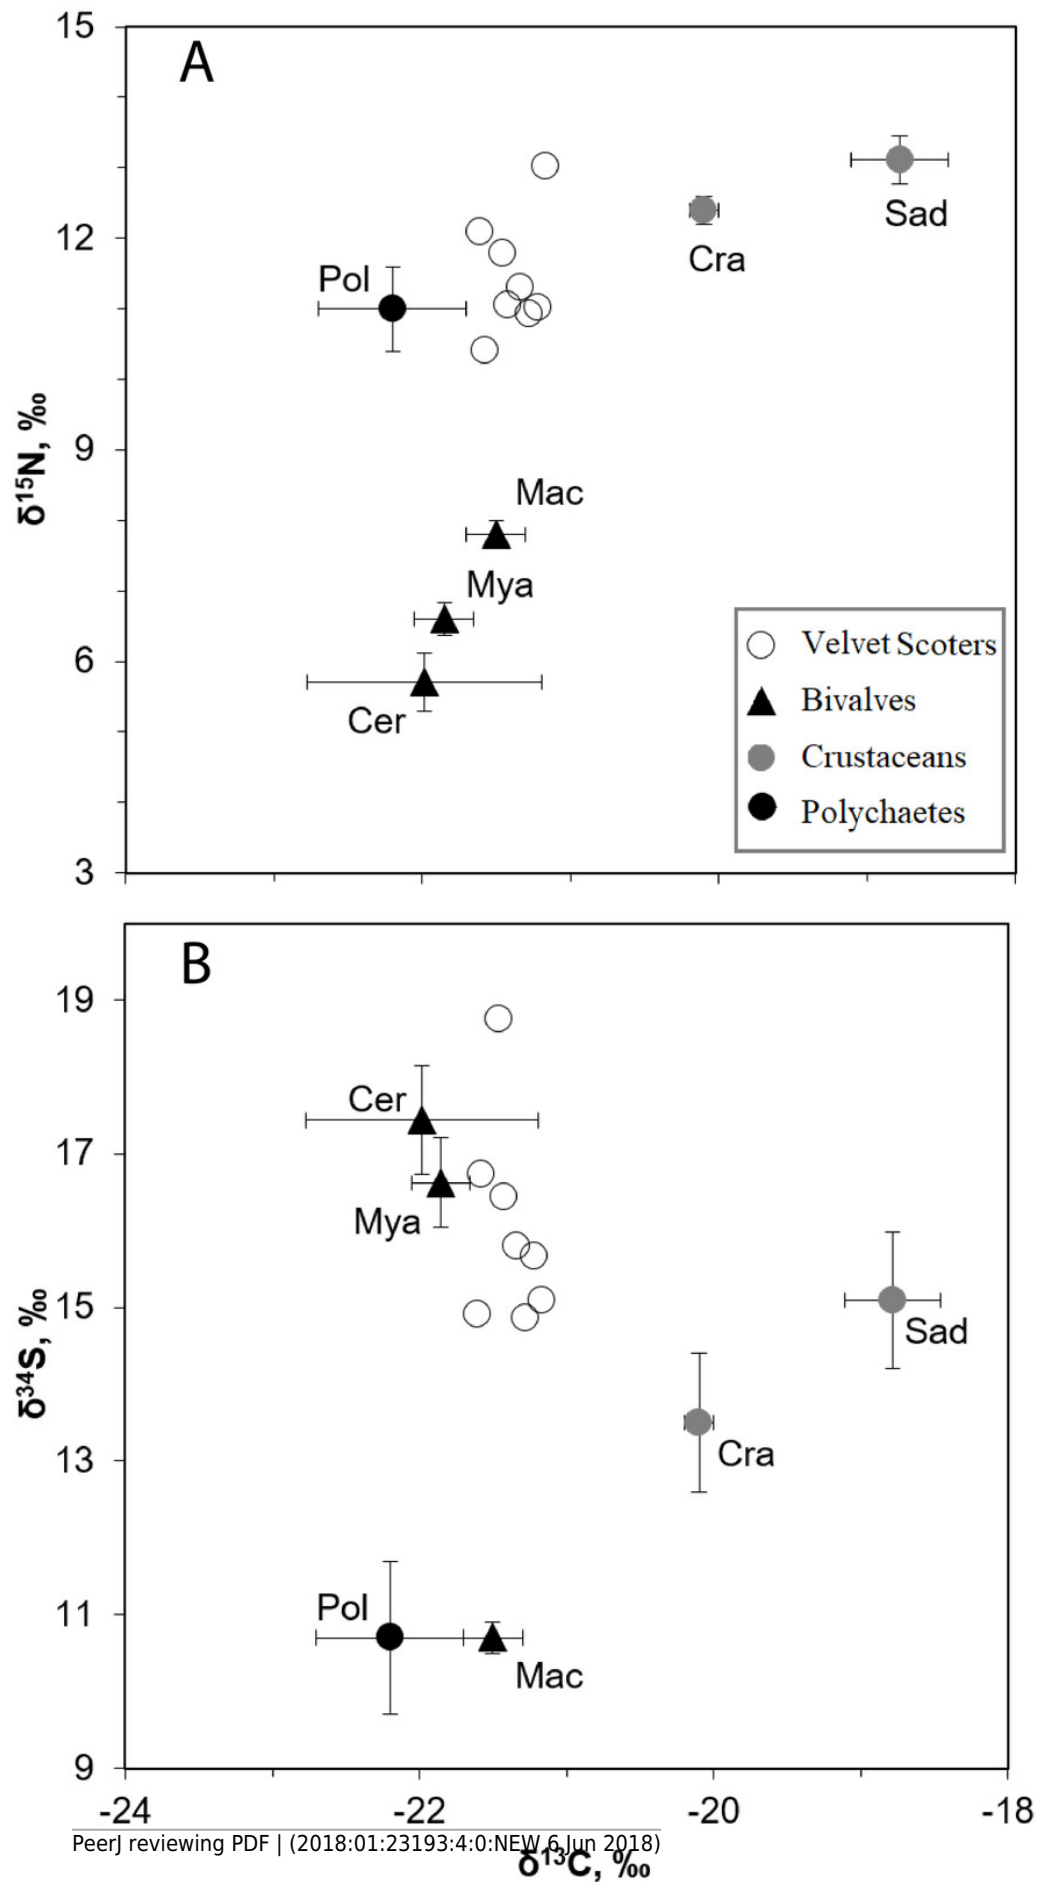 15
A
Sad
12
Cra
Pol
9
Mac
δ15N, ‰
Mya
6
Velvet Scoters
Cer
Bivalves
Crustaceans
Polychaetes
3
B
19
Cer
17
Mya
15
Sad
δ34S, ‰
13
Cra
11
Pol
Mac
9
-24 -22 -20 -18
PeerJ reviewing PDF | (2018:01:23193:4:0:NEW 6 Jun 2018)
δ13C, ‰